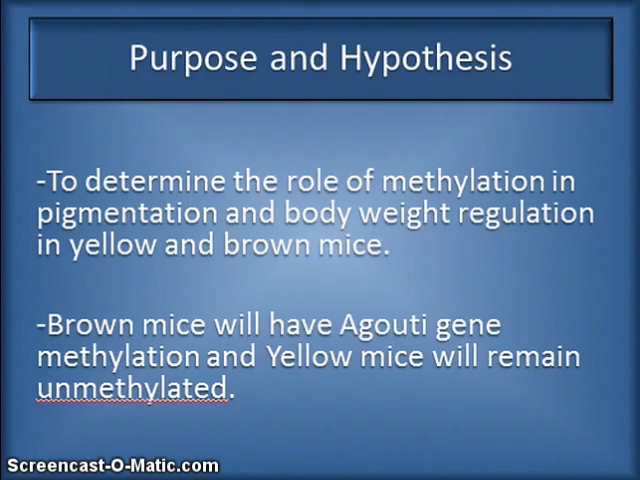 Purpose and Hypothesis
-To determine the role of methylation in
pigmentation and body weight regulation
in yellow and brown mice.
-Brown mice will have Agouti gene
methylation and Yellow mice will remain
unmethylated.
Screencast-O-Matic.com